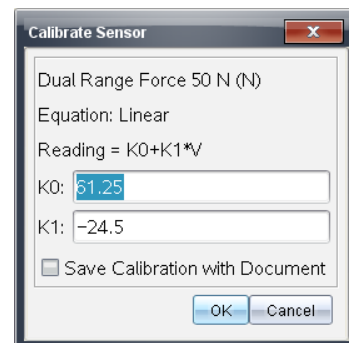 Calibrate Sensor
Dual Range Force 50 N (N)
Equation: Linear
Reading = K0+K1*V
K0: 61.25
K1: −24.5
Save Calibration with Document
OK Cancel